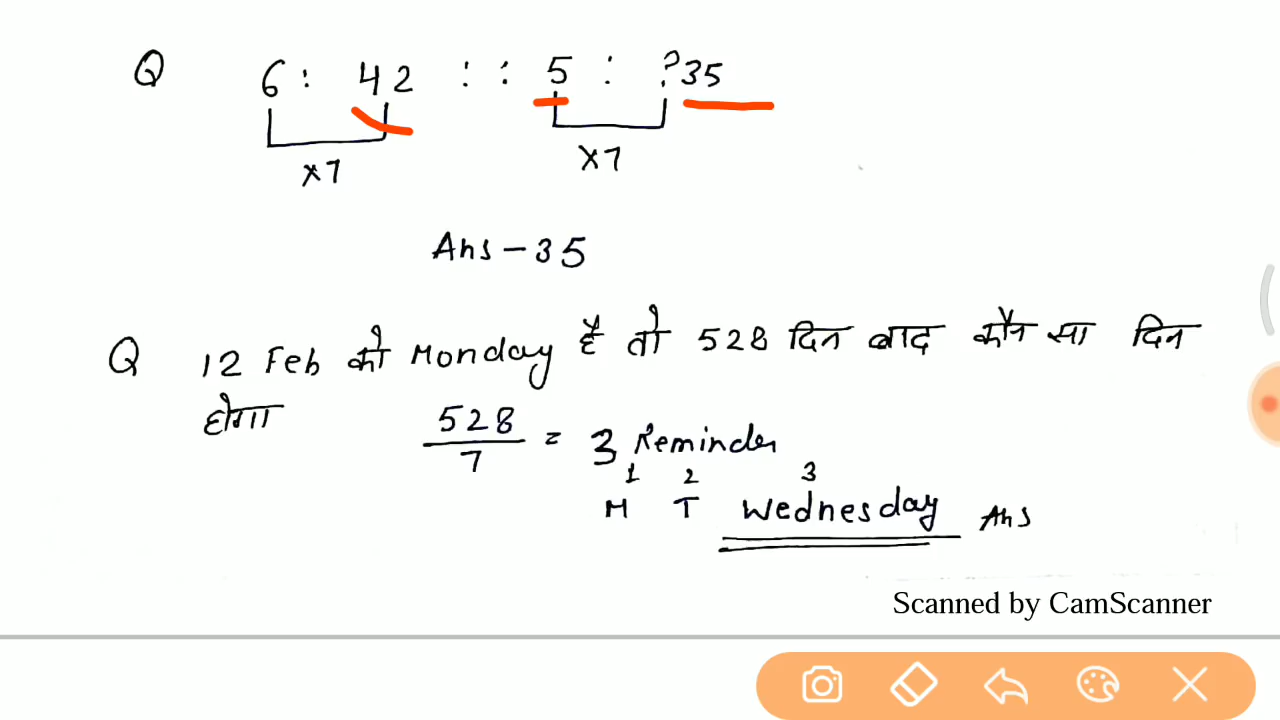 Q 6 : 42 : : 5 : ? 35
×7 ×7
Ans - 35
Q 12 Feb को Monday है तो 528 दिन बाद कौन सा दिन
होगा 528/7 = 3 Reminder
1 2 3
M T Wednesday Ans
Scanned by CamScanner